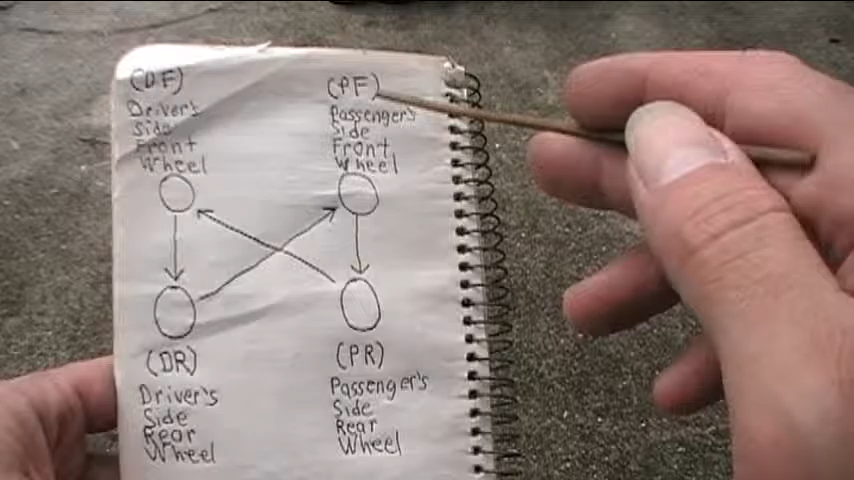 (DF)
Driver's
Side
Front
Wheel
(PF)
Passenger's
Side
Front
Wheel
(DR)
Driver's
Side
Rear
Wheel
(PR)
Passenger's
Side
Rear
Wheel